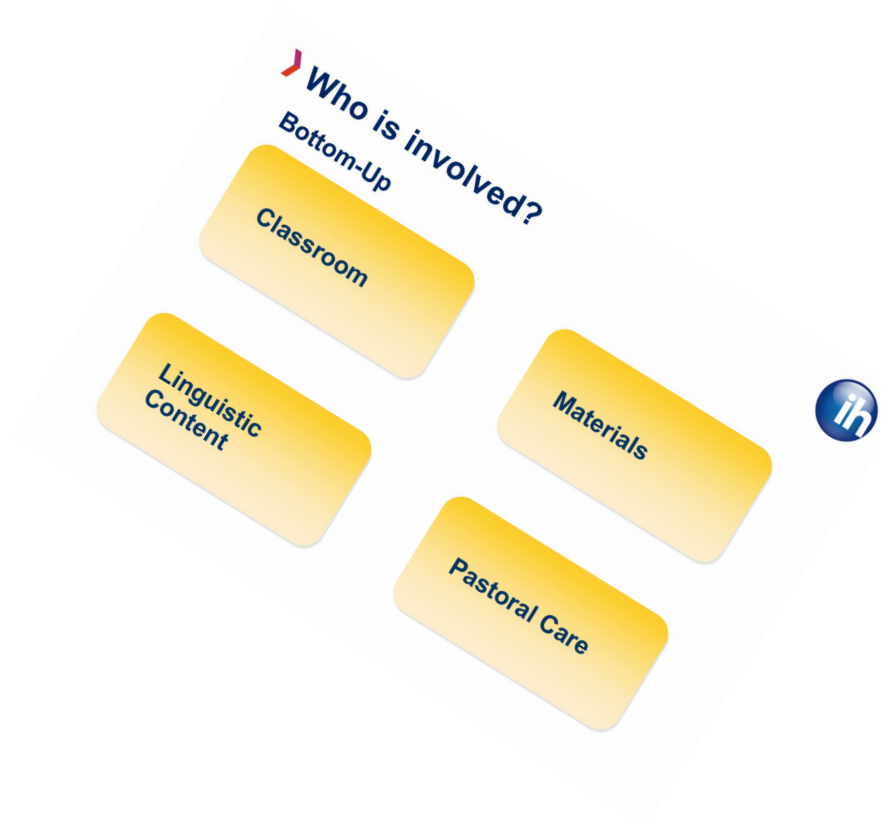 Who is involved?
Bottom-Up
Classroom
Materials
Linguistic
Content
Pastoral Care
ih